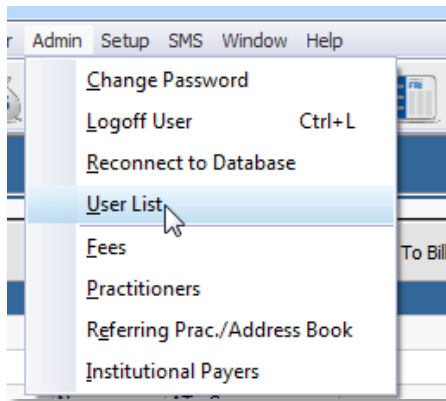 Admin Setup SMS Window Help
Change Password
Logoff User Ctrl+L
Reconnect to Database
User List
FRI
Fees
To Bil
Practitioners
Referring Prac./Address Book
Institutional Payers